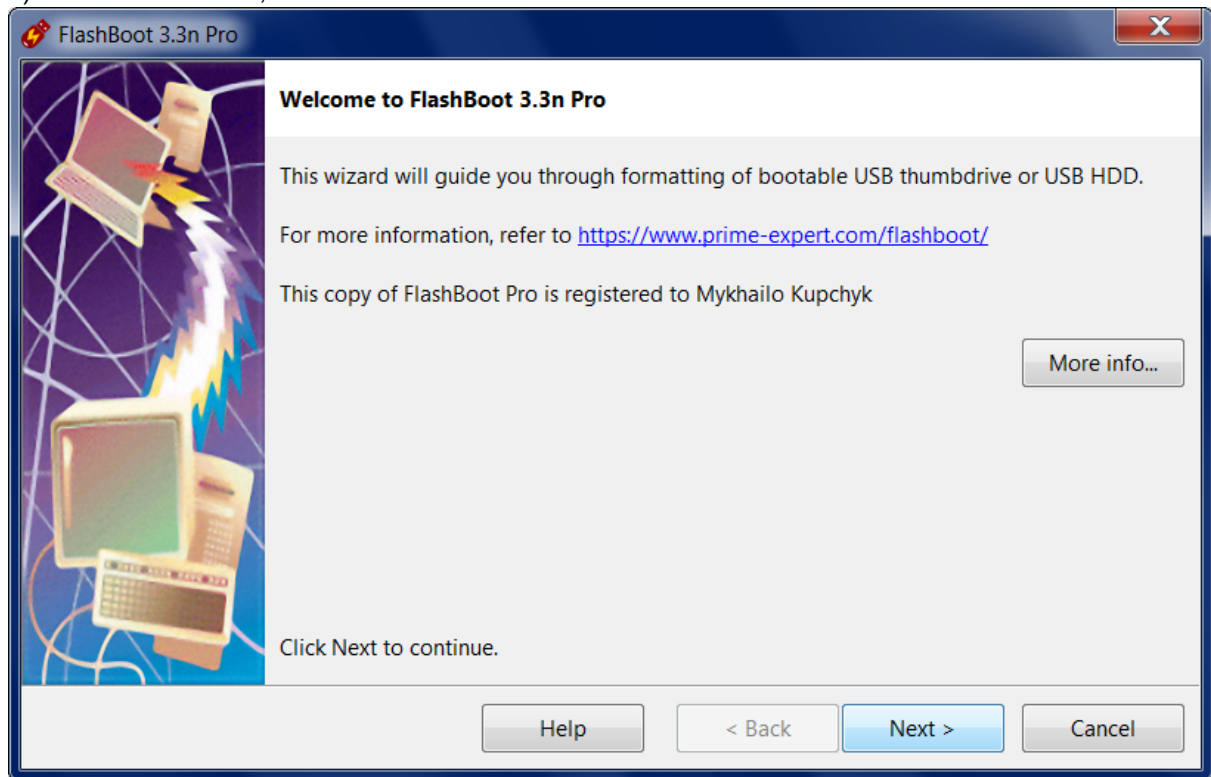 FlashBoot 3.3n Pro
Welcome to FlashBoot 3.3n Pro
This wizard will guide you through formatting of bootable USB thumbdrive or USB HDD.
For more information, refer to https://www.prime-expert.com/flashboot/
This copy of FlashBoot Pro is registered to Mykhailo Kupchyk
More info...
Click Next to continue.
Help
< Back
Next >
Cancel